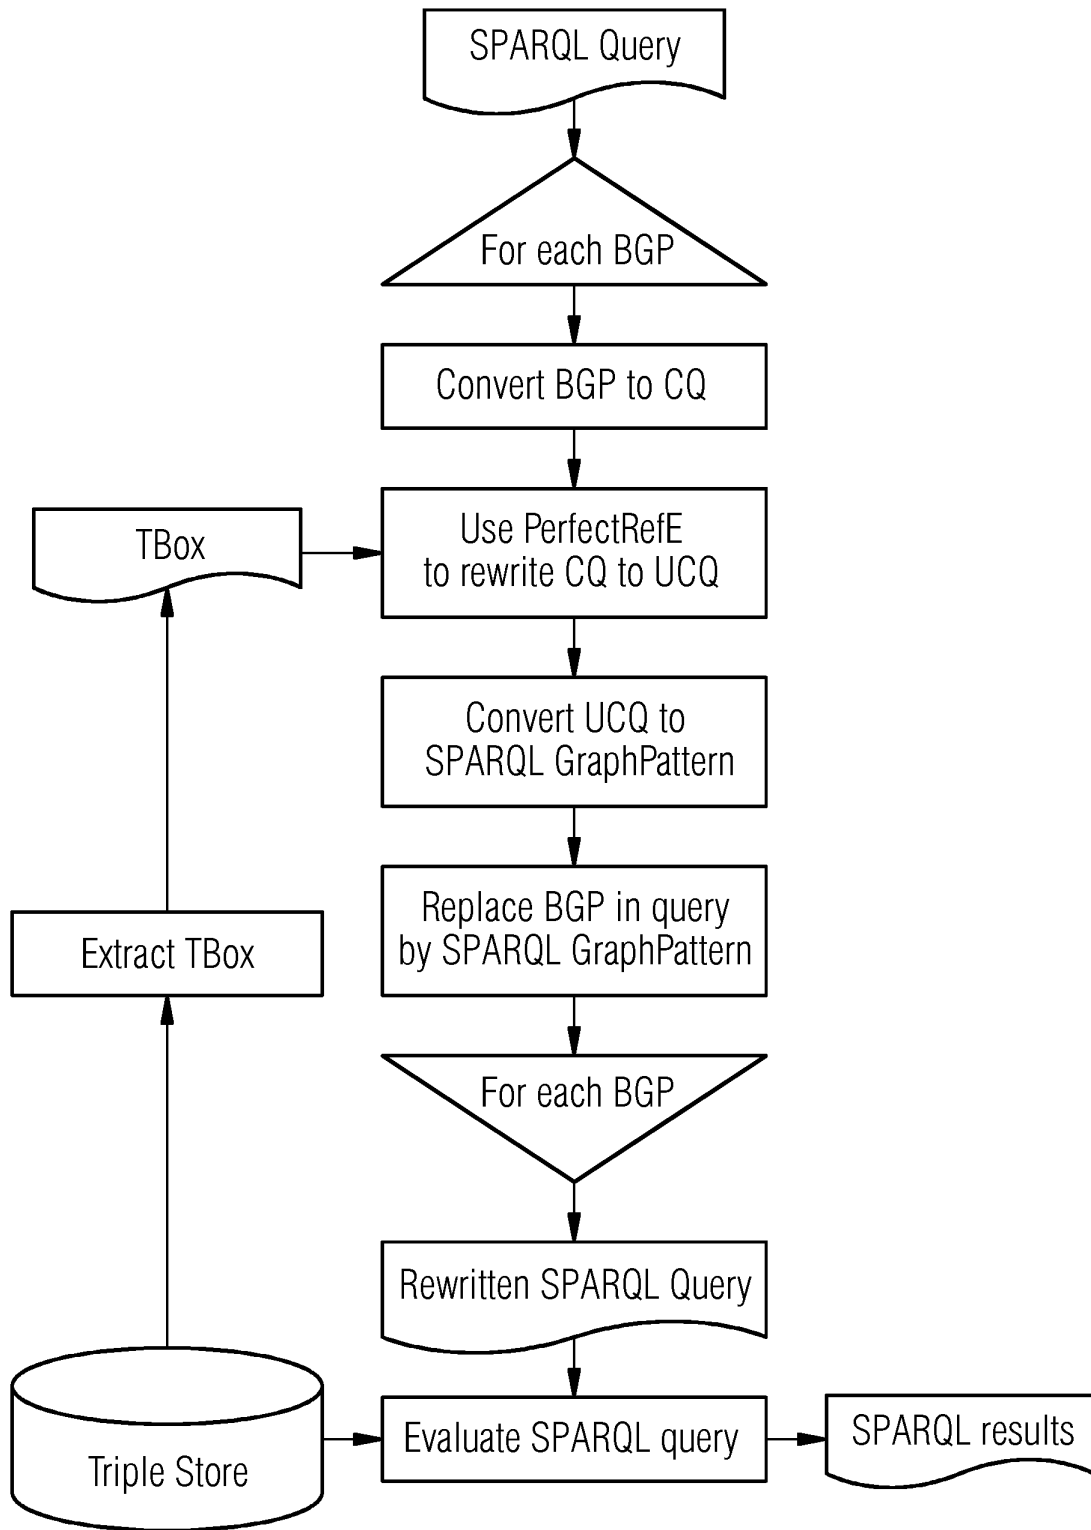 SPARQL Query
For each BGP
Convert BGP to CQ
TBox
Use PerfectRefE
to rewrite CQ to UCQ
Convert UCQ to
SPARQL GraphPattern
Replace BGP in query
by SPARQL GraphPattern
Extract TBox
For each BGP
Rewritten SPARQL Query
Triple Store
Evaluate SPARQL query
SPARQL results